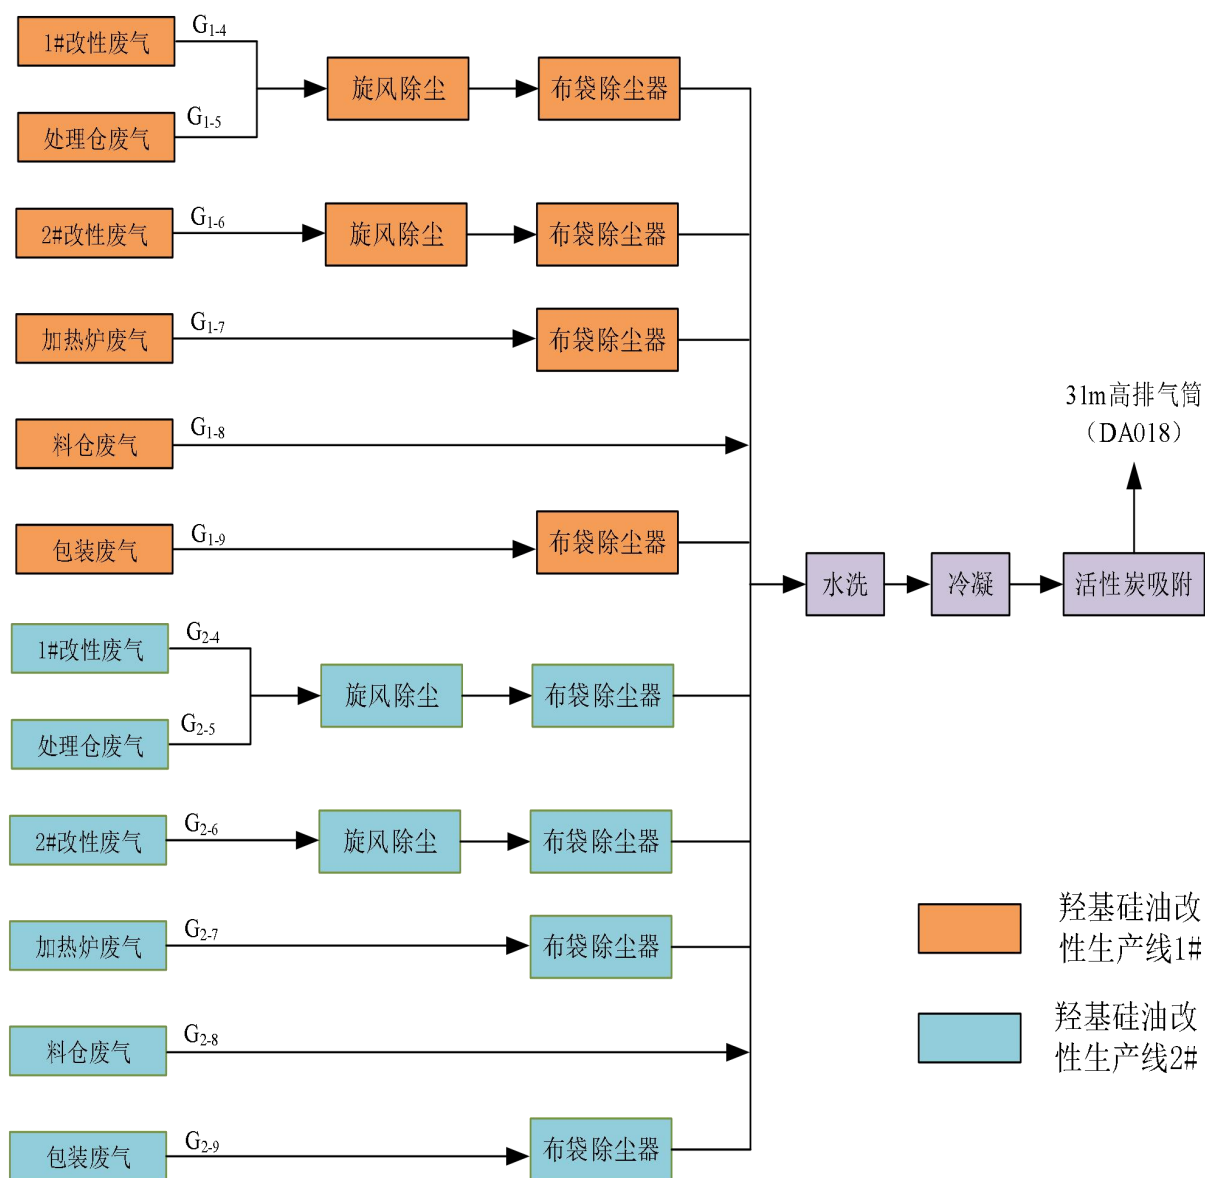 1#改性废气
G1-4
旋风除尘
布袋除尘器
处理仓废气
G1-5
2#改性废气
G1-6
旋风除尘
布袋除尘器
加热炉废气
G1-7
布袋除尘器
料仓废气
G1-8
包装废气
G1-9
布袋除尘器
31m高排气筒
（DA018）
水洗
冷凝
活性炭吸附
1#改性废气
G2-4
旋风除尘
布袋除尘器
处理仓废气
G2-5
2#改性废气
G2-6
旋风除尘
布袋除尘器
加热炉废气
G2-7
布袋除尘器
料仓废气
G2-8
包装废气
G2-9
布袋除尘器
羟基硅油改
性生产线1#
羟基硅油改
性生产线2#